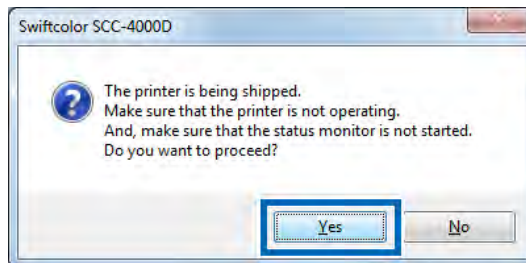 Swiftcolor SCC-4000D
The printer is being shipped.
Make sure that the printer is not operating.
And, make sure that the status monitor is not started.
Do you want to proceed?
Yes
No